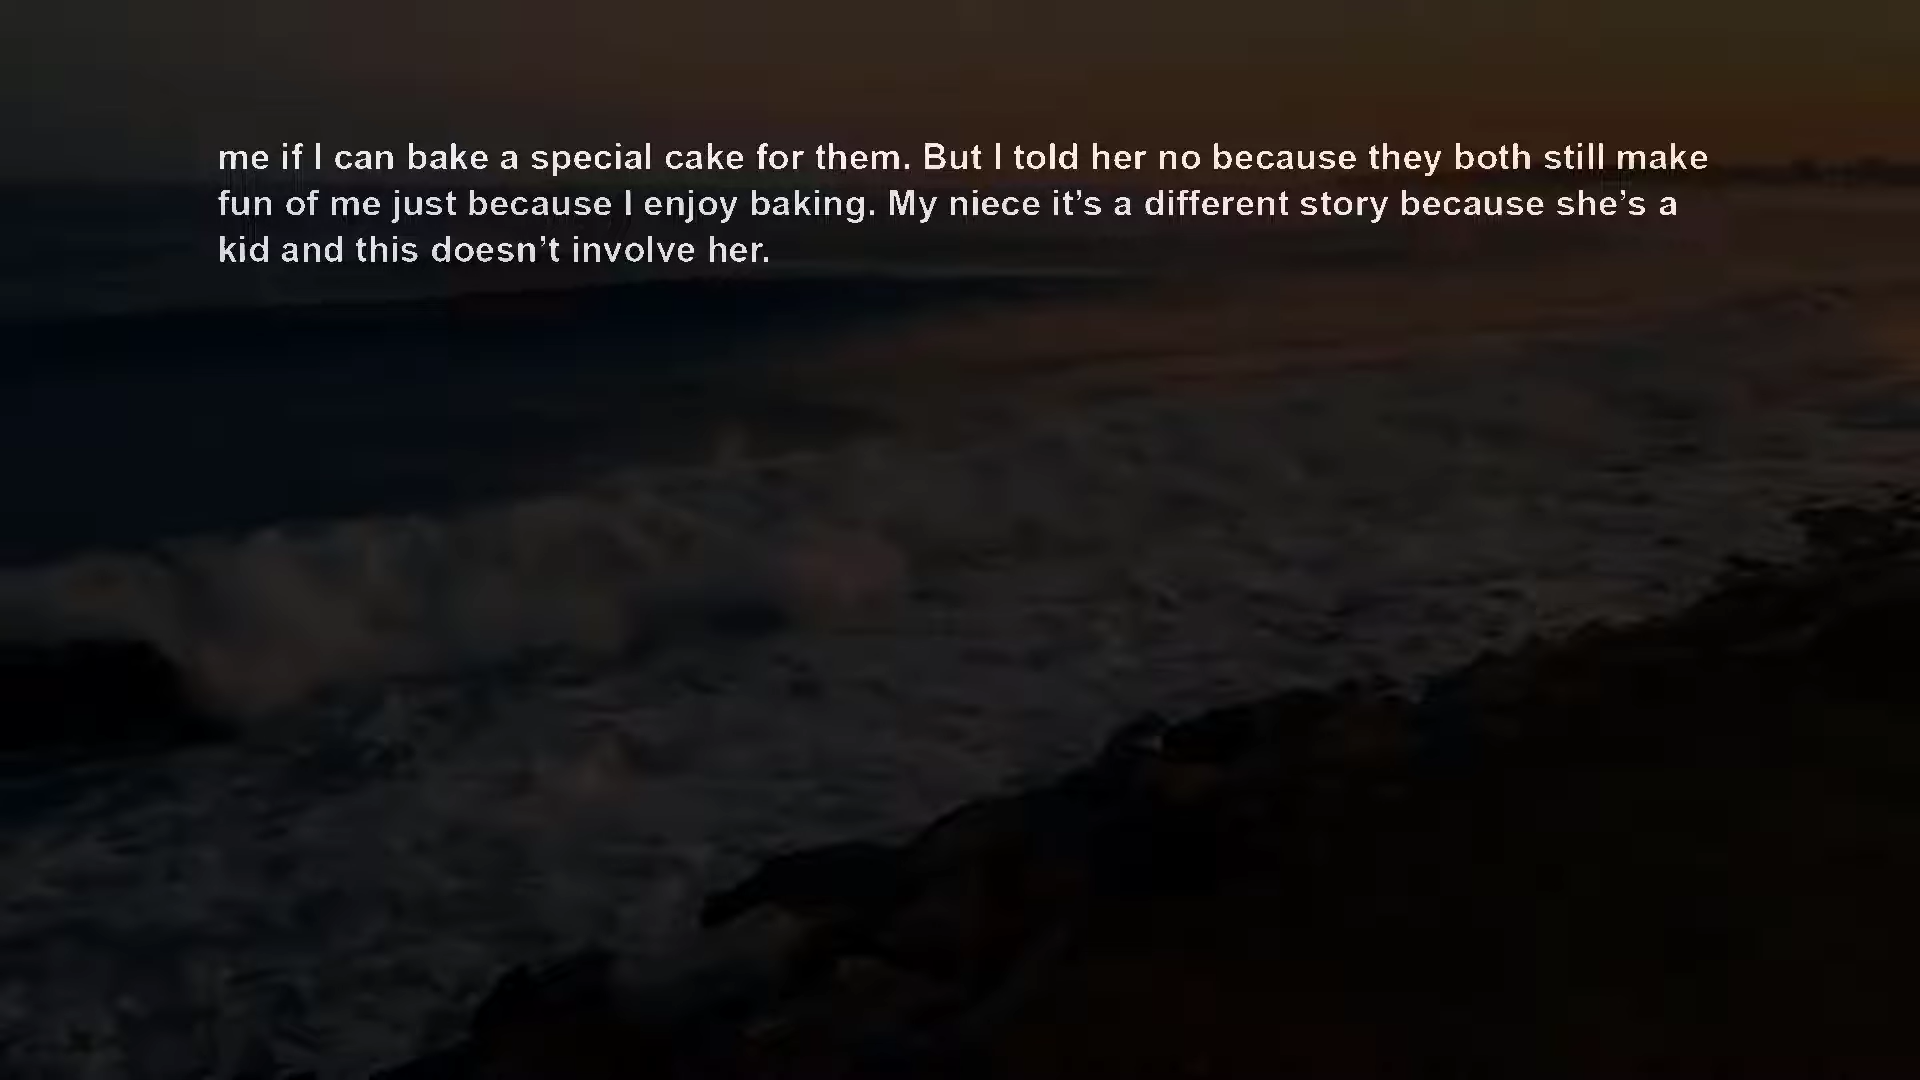 me if I can bake a special cake for them. But I told her no because they both still make
fun of me just because I enjoy baking. My niece it’s a different story because she’s a
kid and this doesn’t involve her.